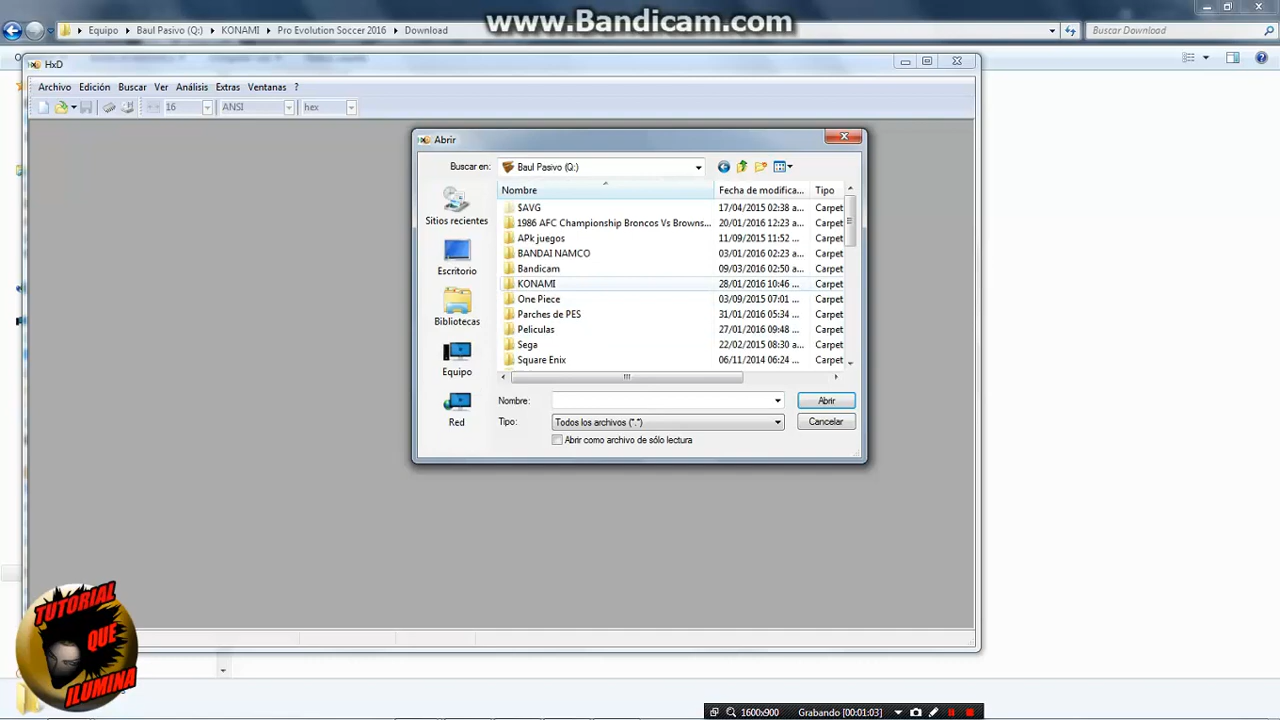 www.Bandicam.com
Equipo Baul Pasivo (Q:) KONAMI Pro Evolution Soccer 2016 Download
Buscar Download
HxD
Archivo Edición Buscar Ver Análisis Extras Ventanas ?
16 ANSI hex
Abrir
Buscar en: Baul Pasivo (Q:)
Nombre Fecha de modifica... Tipo
$AVG 17/04/2015 02:38 a... Carpet
1986 AFC Championship Broncos Vs Browns... 20/01/2016 12:23 a... Carpet
APk juegos 11/09/2015 11:52 ... Carpet
BANDAI NAMCO 03/01/2016 02:23 a... Carpet
Bandicam 09/03/2016 02:50 a... Carpet
KONAMI 28/01/2016 10:46 ... Carpet
One Piece 03/09/2015 07:01 ... Carpet
Parches de PES 31/01/2016 05:34 ... Carpet
Peliculas 27/01/2016 09:48 ... Carpet
Sega 22/02/2015 08:30 a... Carpet
Square Enix 06/11/2014 06:24 ... Carpet
Sitios recientes
Escritorio
Bibliotecas
Equipo
Red
Nombre:
Abrir
Tipo: Todos los archivos (*.*)
Cancelar
Abrir como archivo de sólo lectura
TUTORIAL
QUE
ILUMINA
1600x900 Grabando [00:01:03]